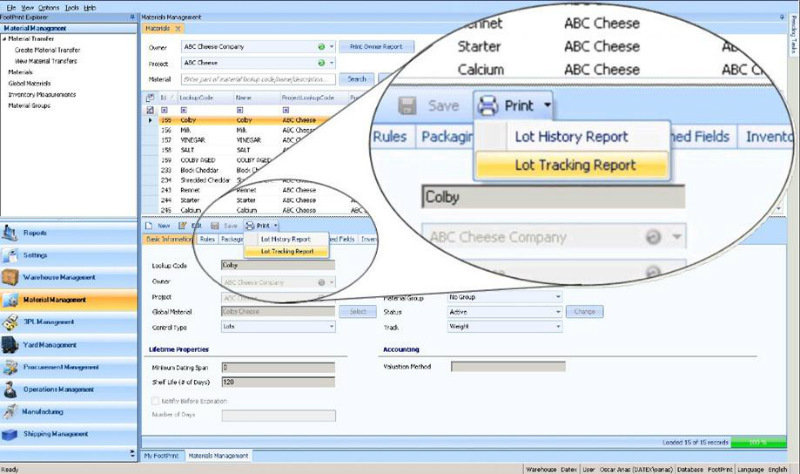 File View Options Tools Help
FootPrint Explorer
Material Management
Material Transfer
Create Material Transfer
View Material Transfers
Materials
Global Materials
Inventory Measurements
Material Groups
Reports
Settings
Warehouse Management
Material Management
3PL Management
Yard Management
Procurement Management
Operations Management
Manufacturing
Shipping Management
Materials Management
Materials
Owner ABC Cheese Company Print Owner Report
Project ABC Cheese
Material Enter part of material lookup code/name/description... Search
Id LookupCode Name ProjectLookupCode
155 Colby Colby ABC Cheese
156 Milk Milk ABC Cheese
157 VINEGAR VINEGAR ABC Cheese
158 SALT SALT ABC Cheese
159 COLBY AGED COLBY AGED ABC Cheese
233 Block Cheddar Block Cheddar ABC Cheese
234 Shredded Cheddar Shredded Cheddar ABC Cheese
243 Rennet Rennet ABC Cheese
244 Starter Starter ABC Cheese
245 Calcium Calcium ABC Cheese
New Edit Save Print
Lot History Report
Lot Tracking Report
Basic Information Rules Packaging ed Fields Inven
Lookup Code Colby
Owner ABC Cheese Company
Project ABC Cheese
Global Material Colby Cheese Select
Control Type Lots
Material Group No Group
Status Active Change
Track Weight
Lifetime Properties
Minimum Dating Span 0
Shelf Life (# of Days) 120
Notify Before Expiration
Number of Days
Accounting
Valuation Method
Rennet ABC Cheese
Starter ABC Cheese
Calcium ABC Cheese ABC C
Save Print
Lot History Report
Lot Tracking Report
Rules Packagin ned Fields Invento
Colby
ABC Cheese Company
Pending Tasks
Loaded 15 of 15 records 100 %
My FootPrint Materials Management
Ready Warehouse Datex User Oscar Arias Database FootPrint Language English